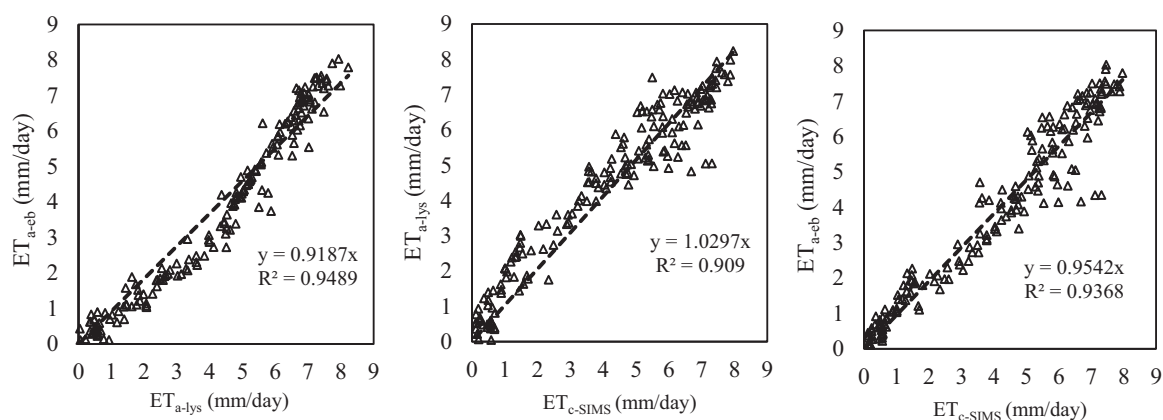 9
8
7
6
5
4
3
2
1
0
ETa-eb (mm/day)
y = 0.9187x
R² = 0.9489
0 1 2 3 4 5 6 7 8 9
ETa-lys (mm/day)
9
8
7
6
5
4
3
2
1
0
ETa-lys (mm/day)
y = 1.0297x
R² = 0.909
0 1 2 3 4 5 6 7 8 9
ETc-SIMS (mm/day)
9
8
7
6
5
4
3
2
1
0
ETa-eb (mm/day)
y = 0.9542x
R² = 0.9368
0 1 2 3 4 5 6 7 8 9
ETc-SIMS (mm/day)